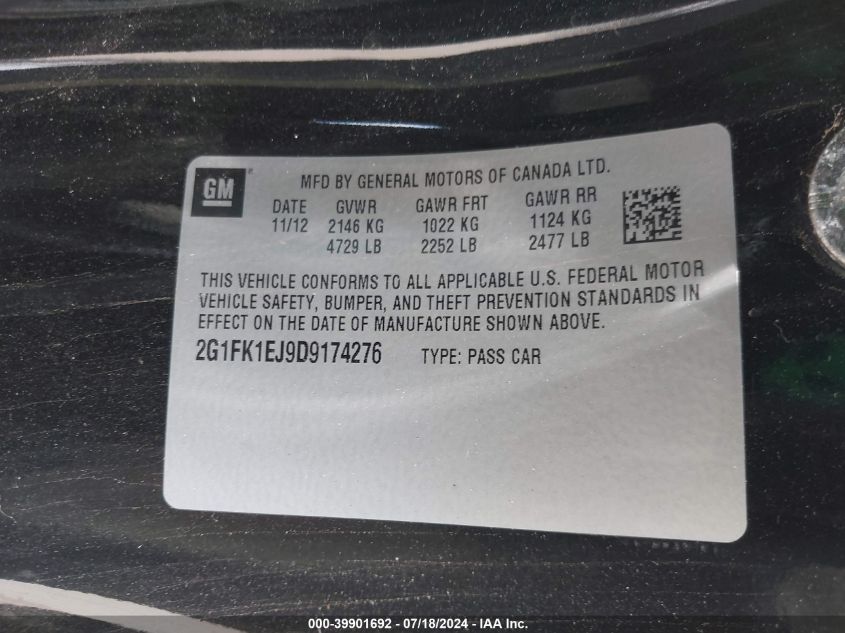 GM
MFD BY GENERAL MOTORS OF CANADA LTD.
DATE GVWR GAWR FRT GAWR RR
11/12 2146 KG 1022 KG 1124 KG
4729 LB 2252 LB 2477 LB
THIS VEHICLE CONFORMS TO ALL APPLICABLE U.S. FEDERAL MOTOR
VEHICLE SAFETY, BUMPER, AND THEFT PREVENTION STANDARDS IN
EFFECT ON THE DATE OF MANUFACTURE SHOWN ABOVE.
2G1FK1EJ9D9174276 TYPE: PASS CAR
000-39901692 / 07/18/2024 - IAA Inc.